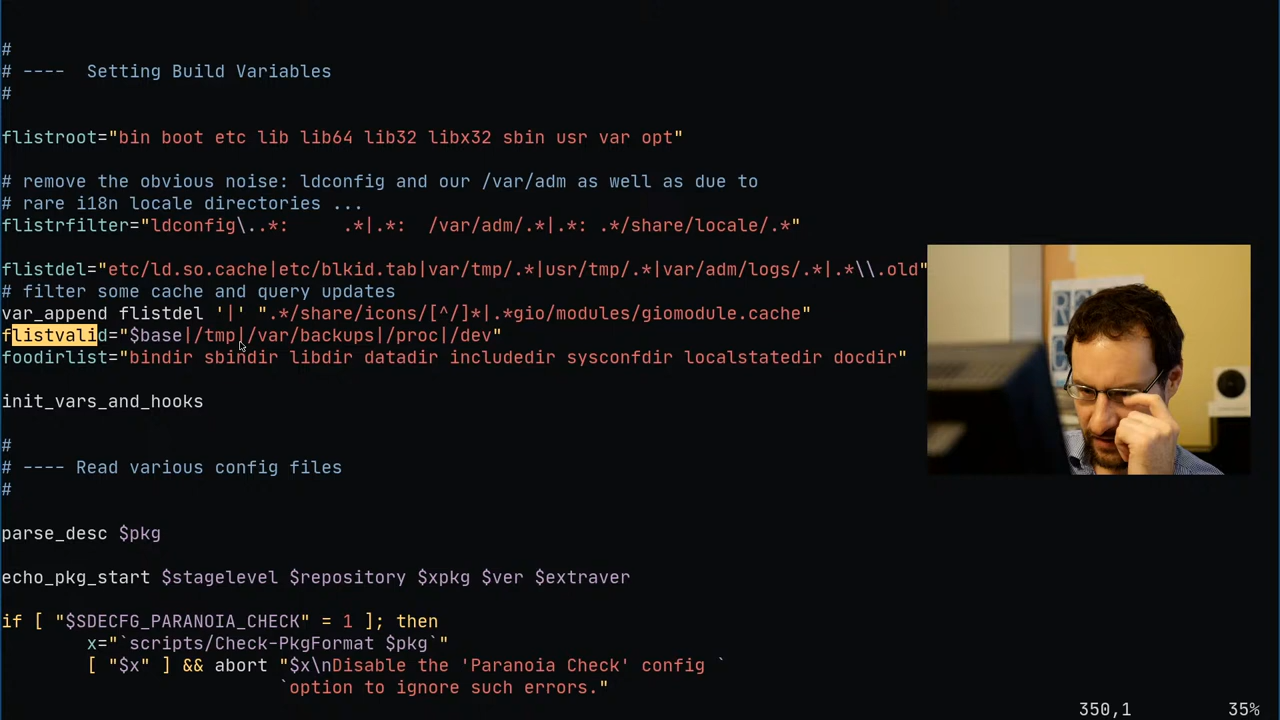 #
# ----  Setting Build Variables
#
flistroot="bin boot etc lib lib64 lib32 libx32 sbin usr var opt"
# remove the obvious noise: ldconfig and our /var/adm as well as due to
# rare i18n locale directories ...
flistrfilter="ldconfig\..*:     .*|.*:  /var/adm/.*|.*: .*/share/locale/.*"
flistdel="etc/ld.so.cache|etc/blkid.tab|var/tmp/.*|usr/tmp/.*|var/adm/logs/.*|.*\\.old"
# filter some cache and query updates
var_append flistdel '|' ".*/share/icons/[^/]*|.*gio/modules/giomodule.cache"
flistvalid="$base|/tmp|/var/backups|/proc|/dev"
foodirlist="bindir sbindir libdir datadir includedir sysconfdir localstatedir docdir"
init_vars_and_hooks
#
# ---- Read various config files
#
parse_desc $pkg
echo_pkg_start $stagelevel $repository $xpkg $ver $extraver
if [ "$SDECFG_PARANOIA_CHECK" = 1 ]; then
        x="`scripts/Check-PkgFormat $pkg`"
        [ "$x" ] && abort "$x\nDisable the 'Paranoia Check' config `
                          `option to ignore such errors."
350,1         35%